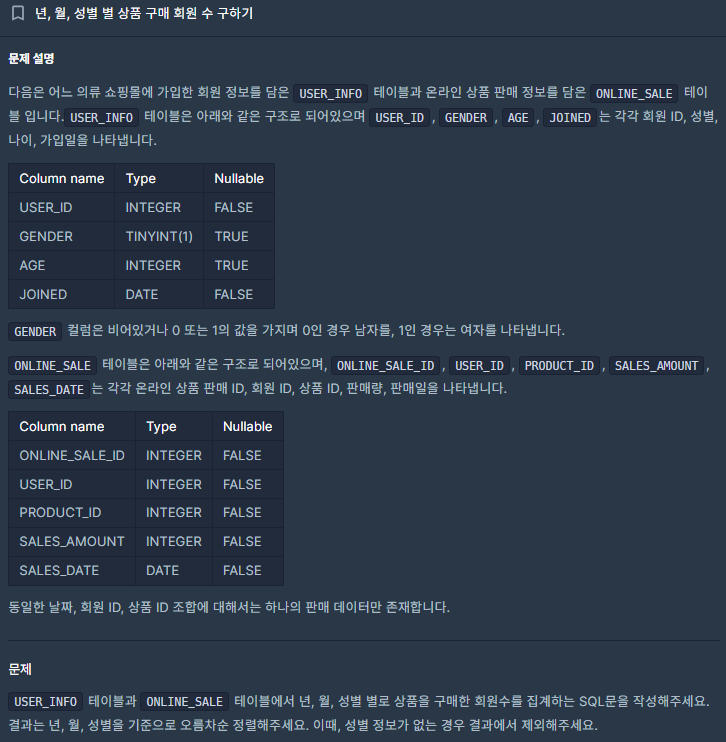 년, 월, 성별 별 상품 구매 회원 수 구하기
문제 설명
다음은 어느 의류 쇼핑몰에 가입한 회원 정보를 담은 USER_INFO 테이블과 온라인 상품 판매 정보를 담은 ONLINE_SALE 테이
블 입니다. USER_INFO 테이블은 아래와 같은 구조로 되어있으며 USER_ID, GENDER, AGE, JOINED는 각각 회원 ID, 성별,
나이, 가입일을 나타냅니다.
Column name Type Nullable
USER_ID INTEGER FALSE
GENDER TINYINT(1) TRUE
AGE INTEGER TRUE
JOINED DATE FALSE
GENDER 컬럼은 비어있거나 0 또는 1의 값을 가지며 0인 경우 남자를, 1인 경우는 여자를 나타냅니다.
ONLINE_SALE 테이블은 아래와 같은 구조로 되어있으며, ONLINE_SALE_ID, USER_ID, PRODUCT_ID, SALES_AMOUNT,
SALES_DATE는 각각 온라인 상품 판매 ID, 회원 ID, 상품 ID, 판매량, 판매일을 나타냅니다.
Column name Type Nullable
ONLINE_SALE_ID INTEGER FALSE
USER_ID INTEGER FALSE
PRODUCT_ID INTEGER FALSE
SALES_AMOUNT INTEGER FALSE
SALES_DATE DATE FALSE
동일한 날짜, 회원 ID, 상품 ID 조합에 대해서는 하나의 판매 데이터만 존재합니다.
문제
USER_INFO 테이블과 ONLINE_SALE 테이블에서 년, 월, 성별 별로 상품을 구매한 회원수를 집계하는 SQL문을 작성해주세요.
결과는 년, 월, 성별을 기준으로 오름차순 정렬해주세요. 이때, 성별 정보가 없는 경우 결과에서 제외해주세요.